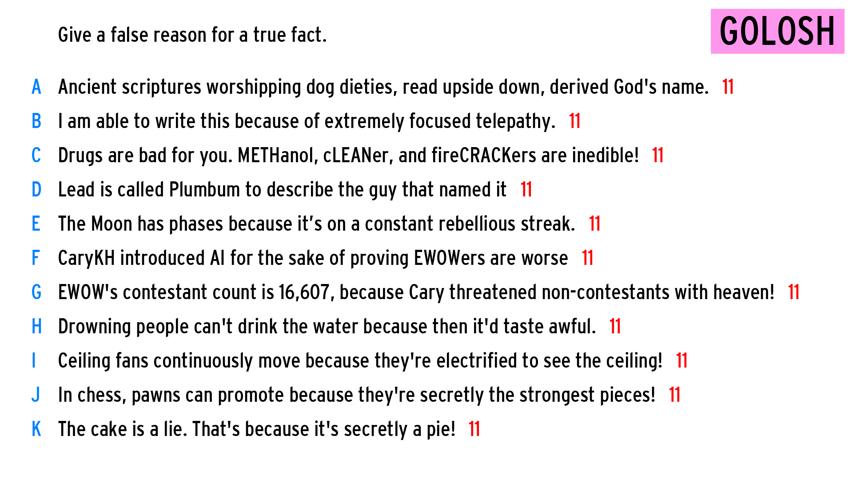 Give a false reason for a true fact.
GOLOSH
A Ancient scriptures worshipping dog dieties, read upside down, derived God's name. 11
B I am able to write this because of extremely focused telepathy. 11
C Drugs are bad for you. METHanol, cLEANer, and fireCRACKers are inedible! 11
D Lead is called Plumbum to describe the guy that named it 11
E The Moon has phases because it’s on a constant rebellious streak. 11
F CaryKH introduced AI for the sake of proving EWOWers are worse 11
G EWOW's contestant count is 16,607, because Cary threatened non-contestants with heaven! 11
H Drowning people can't drink the water because then it'd taste awful. 11
I Ceiling fans continuously move because they're electrified to see the ceiling! 11
J In chess, pawns can promote because they're secretly the strongest pieces! 11
K The cake is a lie. That's because it's secretly a pie! 11